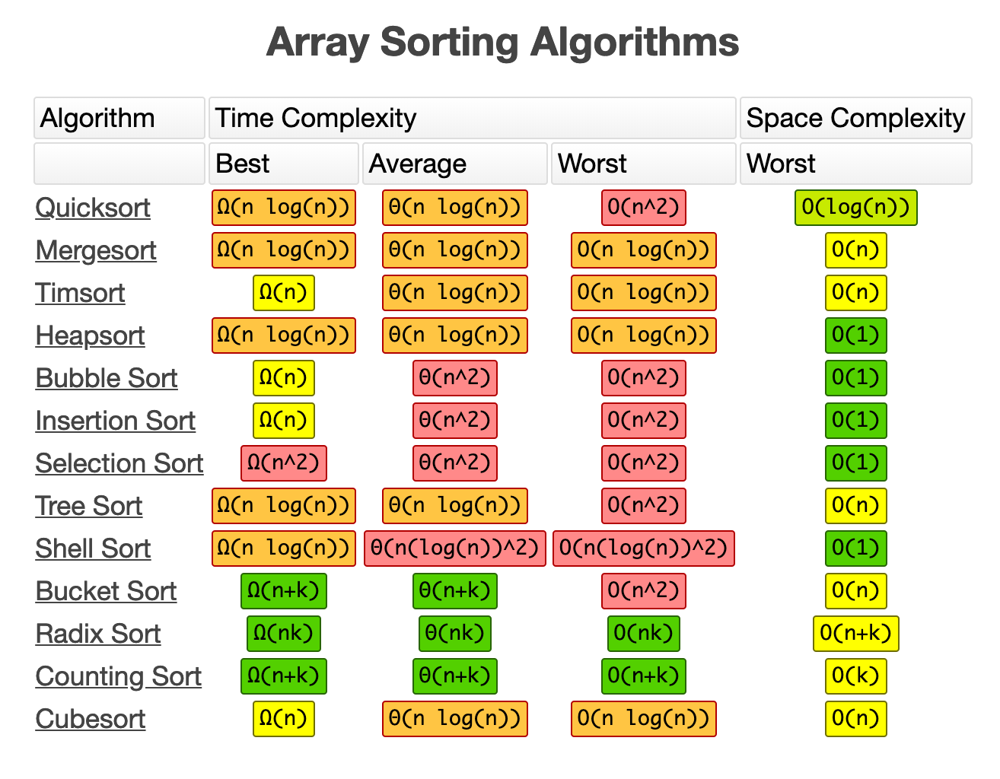 Array Sorting Algorithms
Algorithm Time Complexity Space Complexity
Best Average Worst Worst
Quicksort Ω(n log(n)) Θ(n log(n)) O(n^2) O(log(n))
Mergesort Ω(n log(n)) Θ(n log(n)) O(n log(n)) O(n)
Timsort Ω(n) Θ(n log(n)) O(n log(n)) O(n)
Heapsort Ω(n log(n)) Θ(n log(n)) O(n log(n)) O(1)
Bubble Sort Ω(n) Θ(n^2) O(n^2) O(1)
Insertion Sort Ω(n) Θ(n^2) O(n^2) O(1)
Selection Sort Ω(n^2) Θ(n^2) O(n^2) O(1)
Tree Sort Ω(n log(n)) Θ(n log(n)) O(n^2) O(n)
Shell Sort Ω(n log(n)) Θ(n(log(n))^2) O(n(log(n))^2) O(1)
Bucket Sort Ω(n+k) Θ(n+k) O(n^2) O(n)
Radix Sort Ω(nk) Θ(nk) O(nk) O(n+k)
Counting Sort Ω(n+k) Θ(n+k) O(n+k) O(k)
Cubesort Ω(n) Θ(n log(n)) O(n log(n)) O(n)